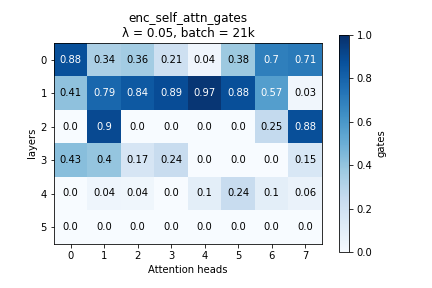 enc_self_attn_gates
λ = 0.05, batch = 21k
layers
0 0.88 0.34 0.36 0.21 0.04 0.38 0.7 0.71
1 0.41 0.79 0.84 0.89 0.97 0.88 0.57 0.03
2 0.0 0.9 0.0 0.0 0.0 0.0 0.25 0.88
3 0.43 0.4 0.17 0.24 0.0 0.0 0.0 0.15
4 0.0 0.04 0.04 0.0 0.1 0.24 0.1 0.06
5 0.0 0.0 0.0 0.0 0.0 0.0 0.0 0.0
0 1 2 3 4 5 6 7
Attention heads
1.0
0.8
0.6
0.4
0.2
0.0
gates